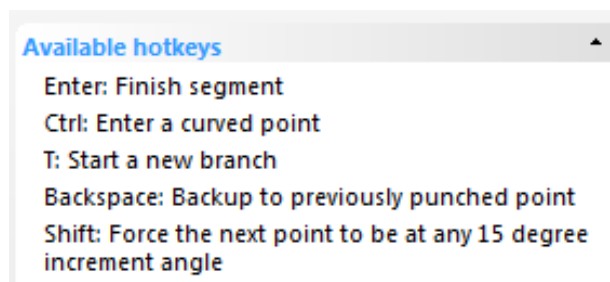 Available hotkeys
Enter: Finish segment
Ctrl: Enter a curved point
T: Start a new branch
Backspace: Backup to previously punched point
Shift: Force the next point to be at any 15 degree
increment angle